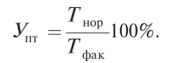 Упт = Тнор / Тфак 100%.